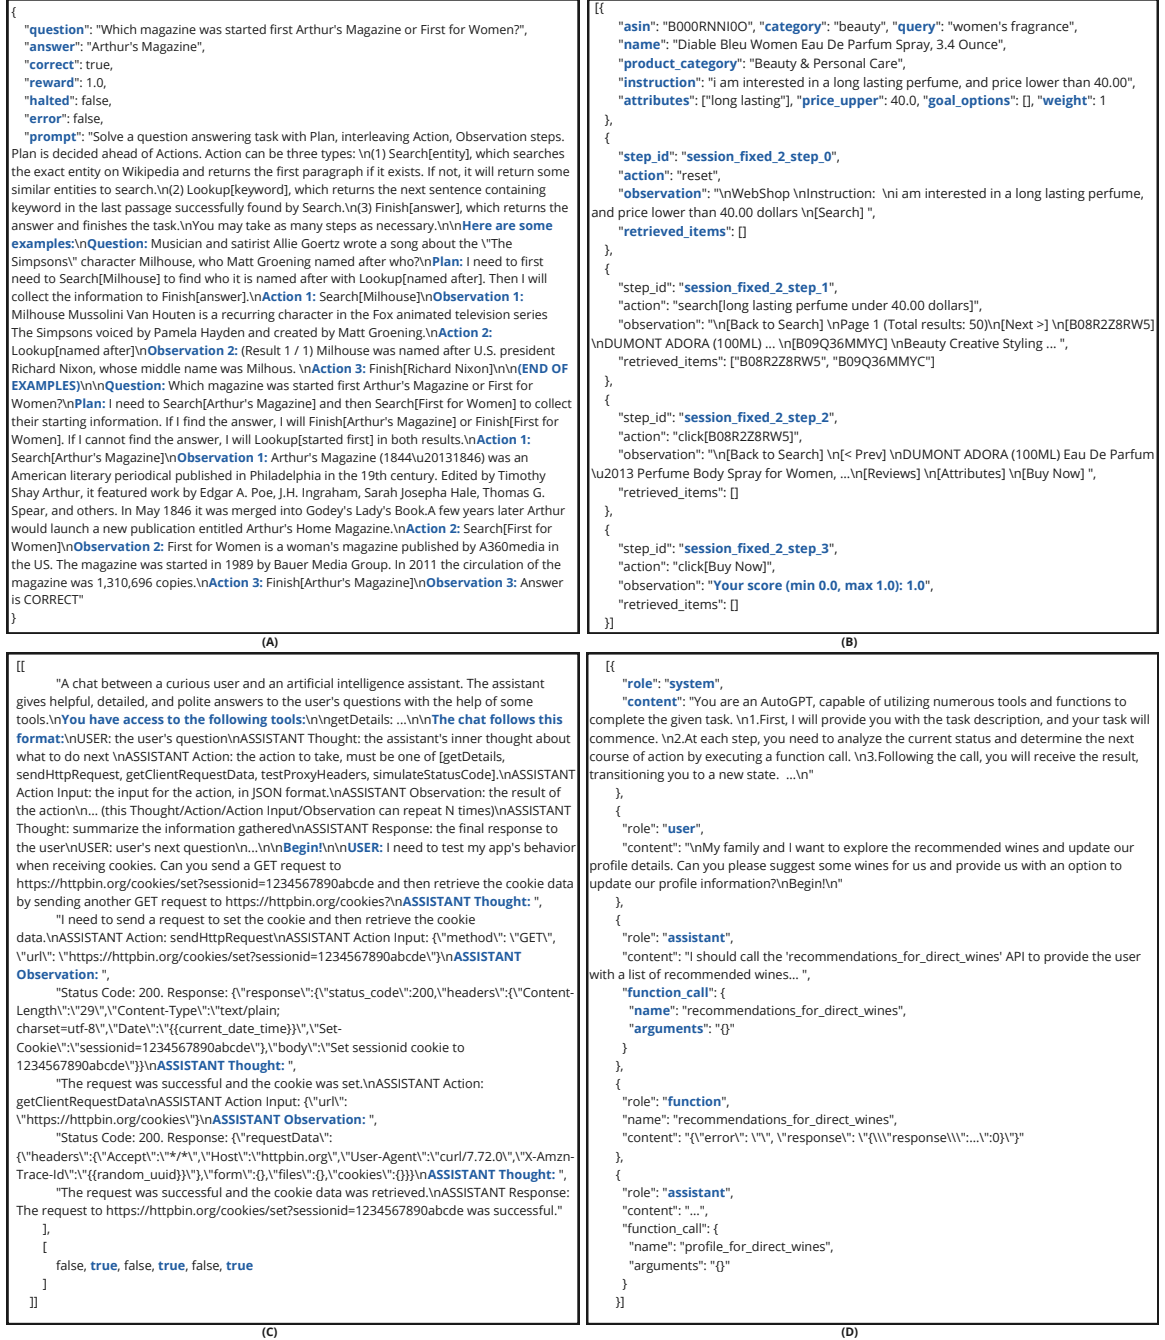 {
"question": "Which magazine was started first Arthur's Magazine or First for Women?",
"answer": "Arthur's Magazine",
"correct": true,
"reward": 1.0,
"halted": false,
"error": false,
"prompt": "Solve a question answering task with Plan, interleaving Action, Observation steps.
Plan is decided ahead of Actions. Action can be three types: \n(1) Search[entity], which searches
the exact entity on Wikipedia and returns the first paragraph if it exists. If not, it will return some
similar entities to search.\n(2) Lookup[keyword], which returns the next sentence containing
keyword in the last passage successfully found by Search.\n(3) Finish[answer], which returns the
answer and finishes the task.\nYou may take as many steps as necessary.\n\nHere are some
examples:\nQuestion: Musician and satirist Allie Goertz wrote a song about the \"The
Simpsons\" character Milhouse, who Matt Groening named after who?\nPlan: I need to first
need to Search[Milhouse] to find who it is named after with Lookup[named after]. Then I will
collect the information to Finish[answer].\nAction 1: Search[Milhouse]\nObservation 1:
Milhouse Mussolini Van Houten is a recurring character in the Fox animated television series
The Simpsons voiced by Pamela Hayden and created by Matt Groening.\nAction 2:
Lookup[named after]\nObservation 2: (Result 1 / 1) Milhouse was named after U.S. president
Richard Nixon, whose middle name was Milhous. \nAction 3: Finish[Richard Nixon]\n\n(END OF
EXAMPLES)\n\nQuestion: Which magazine was started first Arthur's Magazine or First for
Women?\nPlan: I need to Search[Arthur's Magazine] and then Search[First for Women] to collect
their starting information. If I find the answer, I will Finish[Arthur's Magazine] or Finish[First for
Women]. If I cannot find the answer, I will Lookup[started first] in both results.\nAction 1:
Search[Arthur's Magazine]\nObservation 1: Arthur's Magazine (1844\u20131846) was an
American literary periodical published in Philadelphia in the 19th century. Edited by Timothy
Shay Arthur, it featured work by Edgar A. Poe, J.H. Ingraham, Sarah Josepha Hale, Thomas G.
Spear, and others. In May 1846 it was merged into Godey's Lady's Book.A few years later Arthur
would launch a new publication entitled Arthur's Home Magazine.\nAction 2: Search[First for
Women]\nObservation 2: First for Women is a woman's magazine published by A360media in
the US. The magazine was started in 1989 by Bauer Media Group. In 2011 the circulation of the
magazine was 1,310,696 copies.\nAction 3: Finish[Arthur's Magazine]\nObservation 3: Answer
is CORRECT"
}
(A)
[{
"asin": "B000RNNI0O", "category": "beauty", "query": "women's fragrance",
"name": "Diable Bleu Women Eau De Parfum Spray, 3.4 Ounce",
"product_category": "Beauty & Personal Care",
"instruction": "i am interested in a long lasting perfume, and price lower than 40.00",
"attributes": ["long lasting"], "price_upper": 40.0, "goal_options": [], "weight": 1
},
{
"step_id": "session_fixed_2_step_0",
"action": "reset",
"observation": "\nWebShop \nInstruction:  \ni am interested in a long lasting perfume,
and price lower than 40.00 dollars \n[Search] ",
"retrieved_items": []
},
{
"step_id": "session_fixed_2_step_1",
"action": "search[long lasting perfume under 40.00 dollars]",
"observation": "\n[Back to Search] \nPage 1 (Total results: 50)\n[Next >] \n[B08R2Z8RW5]
\nDUMONT ADORA (100ML) ... \n[B09Q36MMYC] \nBeauty Creative Styling ... ",
"retrieved_items": ["B08R2Z8RW5", "B09Q36MMYC"]
},
{
"step_id": "session_fixed_2_step_2",
"action": "click[B08R2Z8RW5]",
"observation": "\n[Back to Search] \n[< Prev] \nDUMONT ADORA (100ML) Eau De Parfum
\u2013 Perfume Body Spray for Women, ...\n[Reviews] \n[Attributes] \n[Buy Now] ",
"retrieved_items": []
},
{
"step_id": "session_fixed_2_step_3",
"action": "click[Buy Now]",
"observation": "Your score (min 0.0, max 1.0): 1.0",
"retrieved_items": []
}]
(B)
[[
"A chat between a curious user and an artificial intelligence assistant. The assistant
gives helpful, detailed, and polite answers to the user's questions with the help of some
tools.\nYou have access to the following tools:\n\ngetDetails: ...\n\nThe chat follows this
format:\nUSER: the user's question\nASSISTANT Thought: the assistant's inner thought about
what to do next \nASSISTANT Action: the action to take, must be one of [getDetails,
sendHttpRequest, getClientRequestData, testProxyHeaders, simulateStatusCode].\nASSISTANT
Action Input: the input for the action, in JSON format.\nASSISTANT Observation: the result of
the action\n... (this Thought/Action/Action Input/Observation can repeat N times)\nASSISTANT
Thought: summarize the information gathered\nASSISTANT Response: the final response to
the user\nUSER: user's next question\n...\n\nBegin!\n\nUSER: I need to test my app's behavior
when receiving cookies. Can you send a GET request to
https://httpbin.org/cookies/set?sessionid=1234567890abcde and then retrieve the cookie data
by sending another GET request to https://httpbin.org/cookies?\nASSISTANT Thought: ",
"I need to send a request to set the cookie and then retrieve the cookie
data.\nASSISTANT Action: sendHttpRequest\nASSISTANT Action Input: {\"method\": \"GET\",
\"url\": \"https://httpbin.org/cookies/set?sessionid=1234567890abcde\"}\nASSISTANT
Observation: ",
"Status Code: 200. Response: {\"response\":{\"status_code\":200,\"headers\":{\"Content-
Length\":\"29\",\"Content-Type\":\"text/plain;
charset=utf-8\",\"Date\":\"{{current_date_time}}\",\"Set-
Cookie\":\"sessionid=1234567890abcde\"},\"body\":\"Set sessionid cookie to
1234567890abcde\"}}\nASSISTANT Thought: ",
"The request was successful and the cookie was set.\nASSISTANT Action:
getClientRequestData\nASSISTANT Action Input: {\"url\":
\"https://httpbin.org/cookies\"}\nASSISTANT Observation: ",
"Status Code: 200. Response: {\"requestData\":
{\"headers\":{\"Accept\":\"*/*\",\"Host\":\"httpbin.org\",\"User-Agent\":\"curl/7.72.0\",\"X-Amzn-
Trace-Id\":\"{{random_uuid}}\"},\"form\":{},\"files\":{},\"cookies\":{}}}\nASSISTANT Thought: ",
"The request was successful and the cookie data was retrieved.\nASSISTANT Response:
The request to https://httpbin.org/cookies/set?sessionid=1234567890abcde was successful."
],
[
false, true, false, true, false, true
]
]]
(C)
[{
"role": "system",
"content": "You are an AutoGPT, capable of utilizing numerous tools and functions to
complete the given task. \n1.First, I will provide you with the task description, and your task will
commence. \n2.At each step, you need to analyze the current status and determine the next
course of action by executing a function call. \n3.Following the call, you will receive the result,
transitioning you to a new state.  ...\n"
},
{
"role": "user",
"content": "\nMy family and I want to explore the recommended wines and update our
profile details. Can you please suggest some wines for us and provide us with an option to
update our profile information?\nBegin!\n"
},
{
"role": "assistant",
"content": "I should call the 'recommendations_for_direct_wines' API to provide the user
with a list of recommended wines... ",
"function_call": {
"name": "recommendations_for_direct_wines",
"arguments": "{}"
}
},
{
"role": "function",
"name": "recommendations_for_direct_wines",
"content": "{\"error\": \"\", \"response\": \"{\\\"response\\\":...\":0}\"}"
},
{
"role": "assistant",
"content": "...",
"function_call": {
"name": "profile_for_direct_wines",
"arguments": "{}"
}
}]
(D)